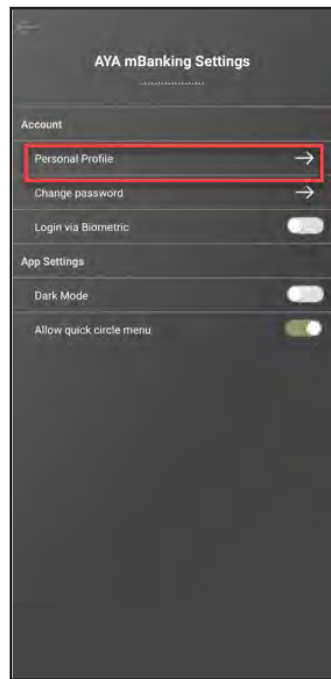 AYA mBanking Settings
Account
Personal Profile
Change password
Login via Biometric
App Settings
Dark Mode
Allow quick circle menu